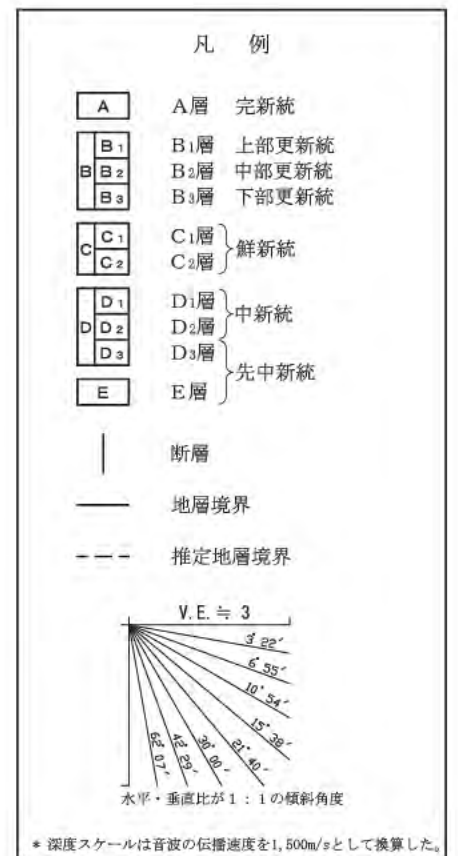 凡 例
A A層 完新統
B B1 B1層 上部更新統
B2 B2層 中部更新統
B3 B3層 下部更新統
C C1 C1層 鮮新統
C2 C2層
D D1 D1層 中新統
D2 D2層
D3 D3層 先中新統
E E層
断層
地層境界
推定地層境界
V.E.≒ 3
3° 22′
6° 55′
10° 54′
15° 38′
21° 40′
30° 00′
42° 29′
62° 07′
水平・垂直比が1:1の傾斜角度
* 深度スケールは音波の伝播速度を1,500m/sとして換算した。